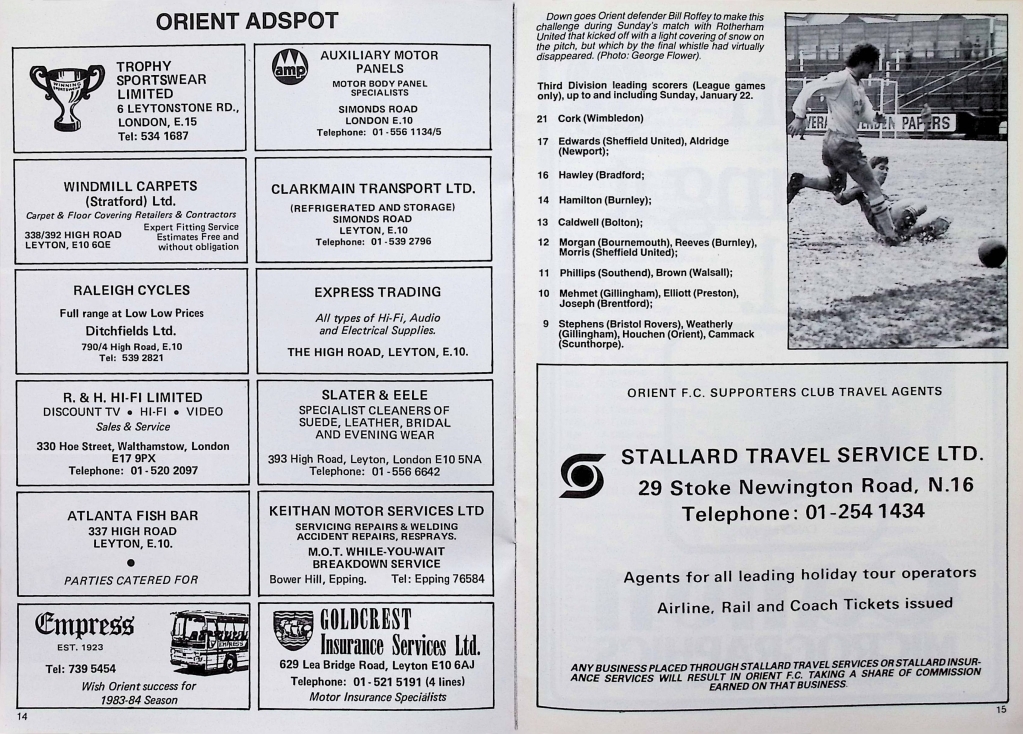 ORIENT ADSPOT
WINNING
TROPHY
SPORTSWEAR
LIMITED
6 LEYTONSTONE RD.,
LONDON, E.15
Tel: 534 1687
amp
AUXILIARY MOTOR
PANELS
MOTOR BODY PANEL
SPECIALISTS
SIMONDS ROAD
LONDON E.10
Telephone: 01-556 1134/5
WINDMILL CARPETS
(Stratford) Ltd.
Carpet & Floor Covering Retailers & Contractors
338/392 HIGH ROAD
LEYTON, E10 6QE
Expert Fitting Service
Estimates Free and
without obligation
CLARKMAIN TRANSPORT LTD.
(REFRIGERATED AND STORAGE)
SIMONDS ROAD
LEYTON, E.10
Telephone: 01-539 2796
RALEIGH CYCLES
Full range at Low Low Prices
Ditchfields Ltd.
790/4 High Road, E.10
Tel: 539 2821
EXPRESS TRADING
All types of Hi-Fi, Audio
and Electrical Supplies.
THE HIGH ROAD, LEYTON, E.10.
R. & H. HI-FI LIMITED
DISCOUNT TV • HI-FI • VIDEO
Sales & Service
330 Hoe Street, Walthamstow, London
E17 9PX
Telephone: 01-520 2097
SLATER & EELE
SPECIALIST CLEANERS OF
SUEDE, LEATHER, BRIDAL
AND EVENING WEAR
393 High Road, Leyton, London E10 5NA
Telephone: 01-556 6642
ATLANTA FISH BAR
337 HIGH ROAD
LEYTON, E.10.
•
PARTIES CATERED FOR
KEITHAN MOTOR SERVICES LTD
SERVICING REPAIRS & WELDING
ACCIDENT REPAIRS, RESPRAYS.
M.O.T. WHILE-YOU-WAIT
BREAKDOWN SERVICE
Bower Hill, Epping. Tel: Epping 76584
Empress
EST. 1923
EMPRESS
Tel: 739 5454
Wish Orient success for
1983-84 Season
GOLDCREST
Insurance Services Ltd.
629 Lea Bridge Road, Leyton E10 6AJ
Telephone: 01-521 5191 (4 lines)
Motor Insurance Specialists
14
Down goes Orient defender Bill Roffey to make this
challenge during Sunday's match with Rotherham
United that kicked off with a light covering of snow on
the pitch, but which by the final whistle had virtually
disappeared. (Photo: George Flower).
Third Division leading scorers (League games
only), up to and including Sunday, January 22.
21 Cork (Wimbledon)
17 Edwards (Sheffield United), Aldridge
(Newport);
16 Hawley (Bradford;
14 Hamilton (Burnley);
13 Caldwell (Bolton);
12 Morgan (Bournemouth), Reeves (Burnley),
Morris (Sheffield United);
11 Phillips (Southend), Brown (Walsall);
10 Mehmet (Gillingham), Elliott (Preston),
Joseph (Brentford);
9 Stephens (Bristol Rovers), Weatherly
(Gillingham), Houchen (Orient), Cammack
(Scunthorpe).
PAPERS
ORIENT F.C. SUPPORTERS CLUB TRAVEL AGENTS
STALLARD TRAVEL SERVICE LTD.
29 Stoke Newington Road, N.16
Telephone: 01-254 1434
Agents for all leading holiday tour operators
Airline, Rail and Coach Tickets issued
ANY BUSINESS PLACED THROUGH STALLARD TRAVEL SERVICES OR STALLARD INSUR-
ANCE SERVICES WILL RESULT IN ORIENT F.C. TAKING A SHARE OF COMMISSION
EARNED ON THAT BUSINESS.
15